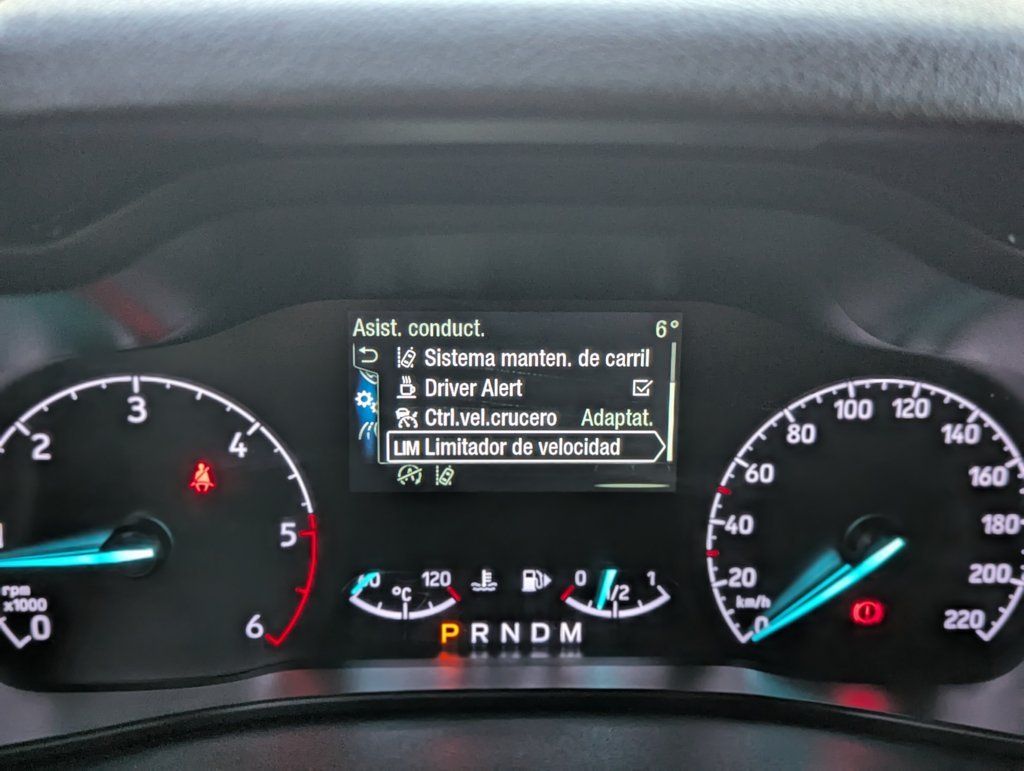 Asist. conduct. 6°
Sistema manten. de carril
Driver Alert
Ctrl.vel.crucero Adaptat.
LIM Limitador de velocidad
2 3 4 5 6
rpm
x1000
0
60 120
°C
0 1/2 1
P R N D M
0 20 40 60 80 100 120 140 160 180 200 220
km/h